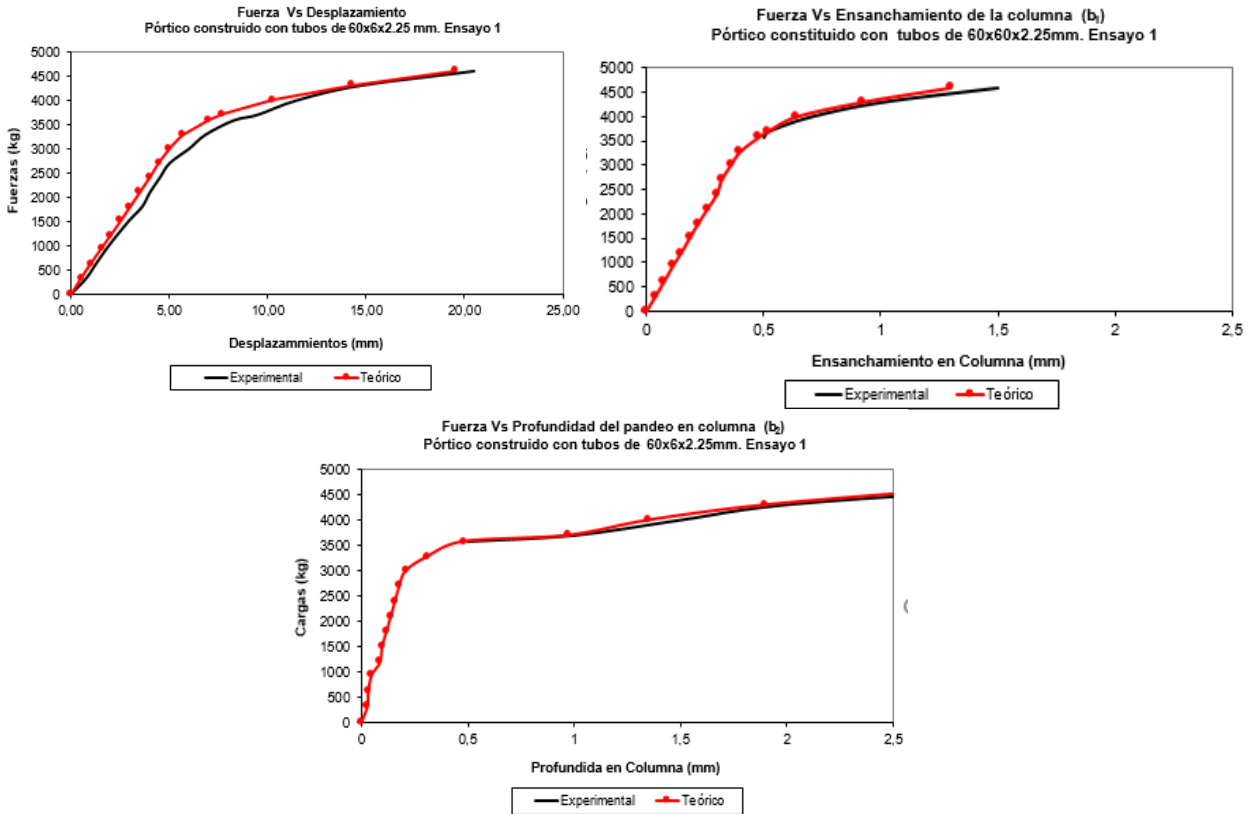 Fuerza Vs Desplazamiento
Pórtico construido con tubos de 60x6x2.25 mm. Ensayo 1
Fuerzas (kg)
5000
4500
4000
3500
3000
2500
2000
1500
1000
500
0
0,00 5,00 10,00 15,00 20,00 25,00
Desplazammientos (mm)
Experimental Teórico
Fuerza Vs Ensanchamiento de la columna (b₁)
Pórtico constituido con tubos de 60x60x2.25mm. Ensayo 1
5000
4500
4000
3500
3000
2500
2000
1500
1000
500
0
0 0,5 1 1,5 2 2,5
Ensanchamiento en Columna (mm)
Experimental Teórico
Fuerza Vs Profundidad del pandeo en columna (b₂)
Pórtico construido con tubos de 60x6x2.25mm. Ensayo 1
Cargas (kg)
5000
4500
4000
3500
3000
2500
2000
1500
1000
500
0
0 0,5 1 1,5 2 2,5
Profundida en Columna (mm)
Experimental Teórico